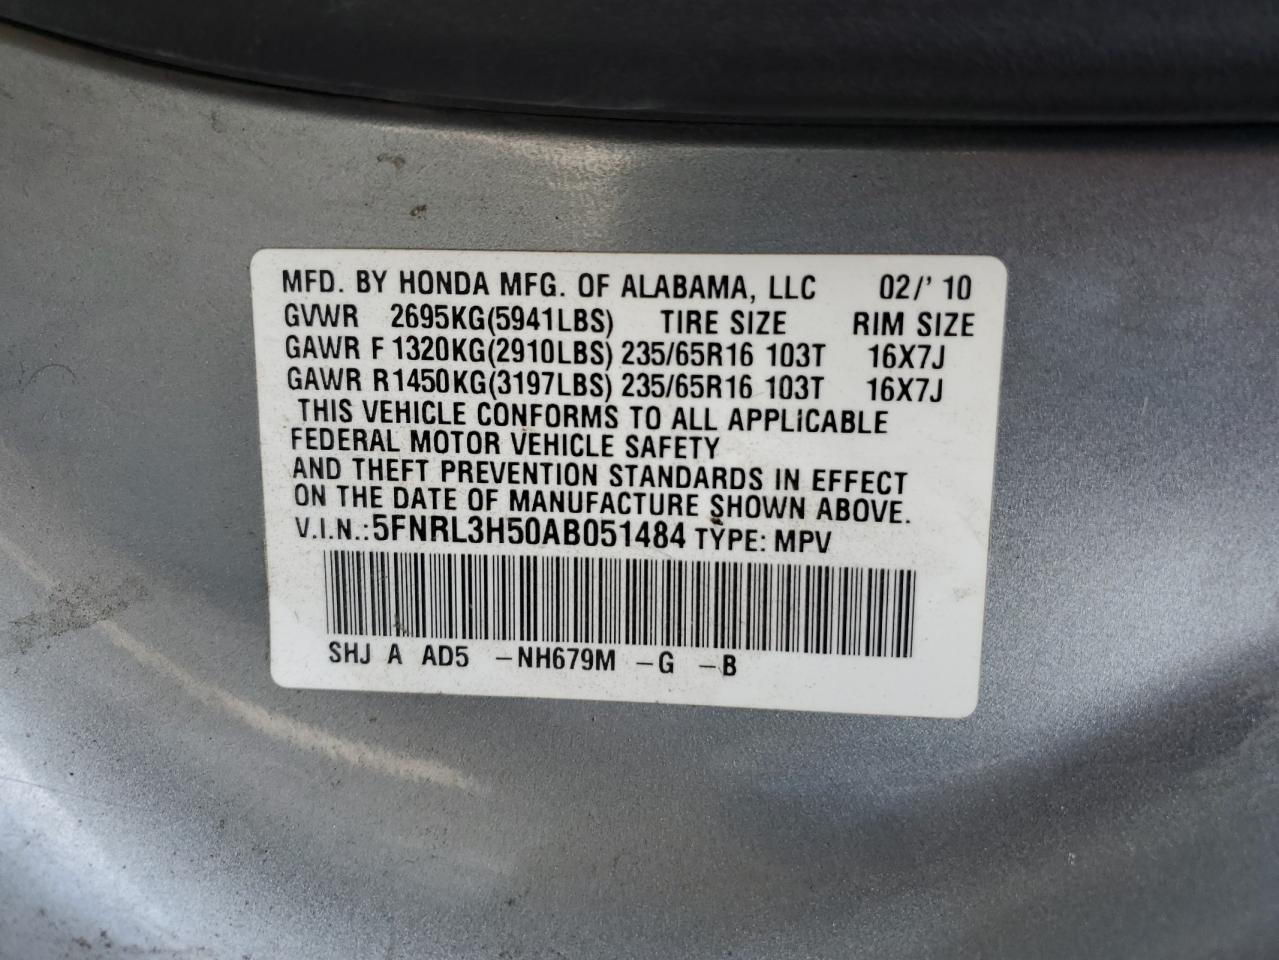 MFD. BY HONDA MFG. OF ALABAMA, LLC 02/' 10
GVWR 2695KG(5941LBS) TIRE SIZE RIM SIZE
GAWR F 1320KG(2910LBS) 235/65R16 103T 16X7J
GAWR R1450KG(3197LBS) 235/65R16 103T 16X7J
THIS VEHICLE CONFORMS TO ALL APPLICABLE
FEDERAL MOTOR VEHICLE SAFETY
AND THEFT PREVENTION STANDARDS IN EFFECT
ON THE DATE OF MANUFACTURE SHOWN ABOVE.
V.I.N.:5FNRL3H50AB051484 TYPE: MPV
SHJ A AD5 -NH679M -G -B